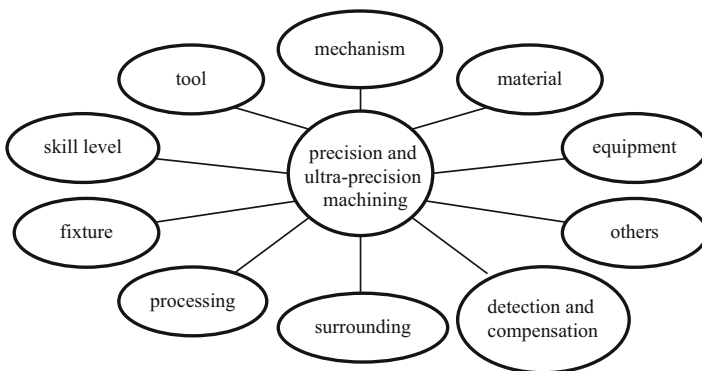 mechanism
tool
material
skill level
precision and
ultra-precision
machining
equipment
fixture
others
processing
surrounding
detection and
compensation